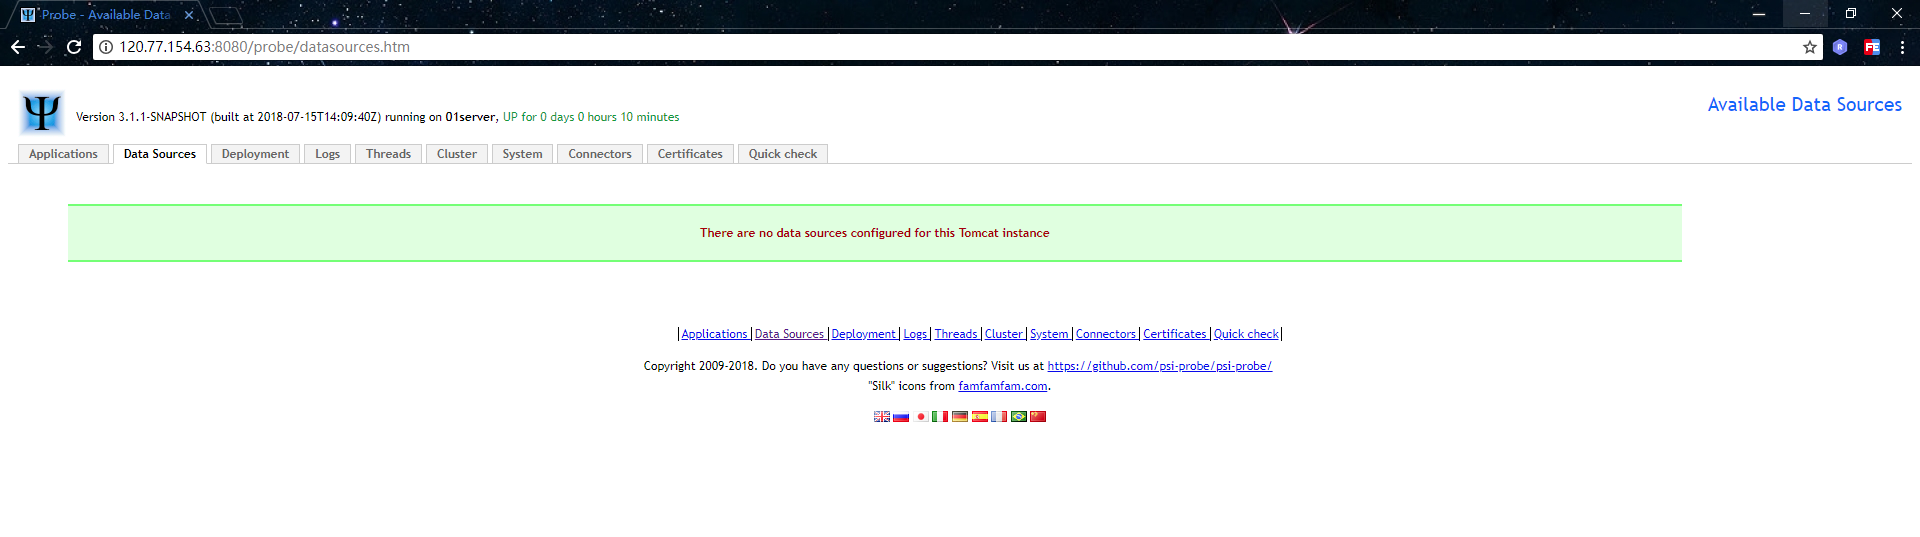 Probe - Available Data
120.77.154.63:8080/probe/datasources.htm
R FE
Ψ Version 3.1.1-SNAPSHOT (built at 2018-07-15T14:09:40Z) running on 01server, UP for 0 days 0 hours 10 minutes
Available Data Sources
Applications Data Sources Deployment Logs Threads Cluster System Connectors Certificates Quick check
There are no data sources configured for this Tomcat instance
|Applications |Data Sources |Deployment |Logs |Threads |Cluster |System |Connectors |Certificates |Quick check|
Copyright 2009-2018. Do you have any questions or suggestions? Visit us at https://github.com/psi-probe/psi-probe/
"Silk" icons from famfamfam.com.